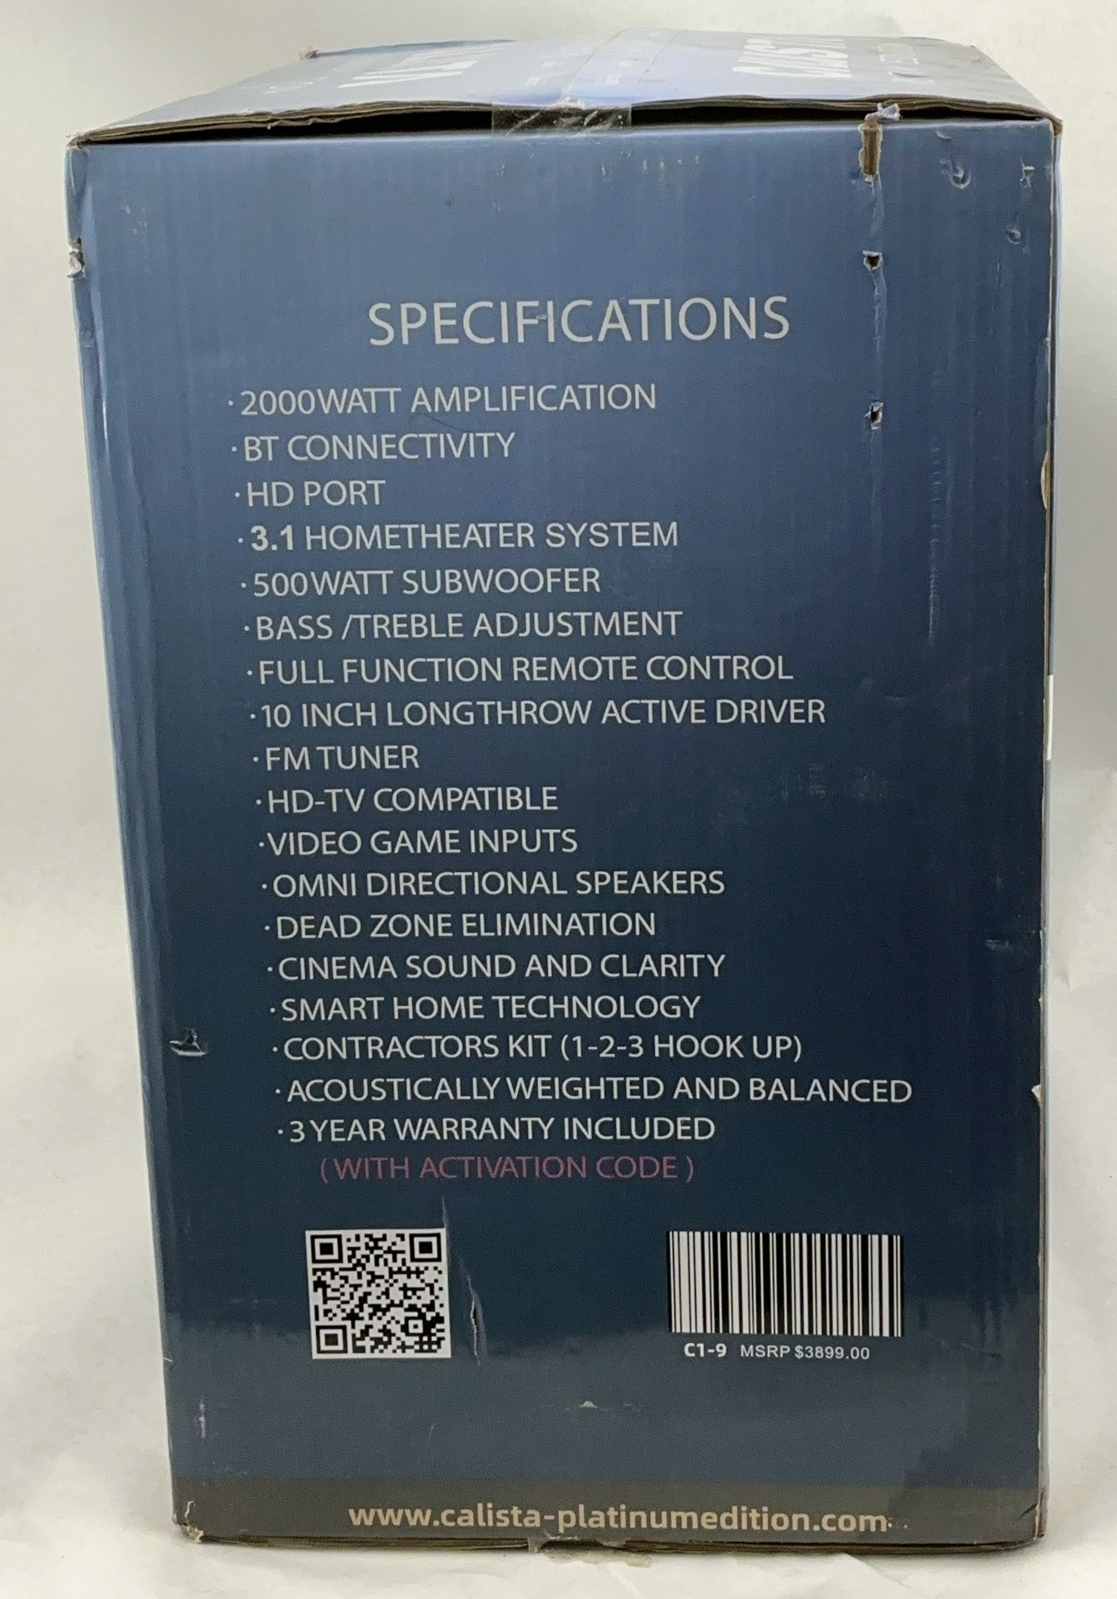 SPECIFICATIONS
·2000WATT AMPLIFICATION
·BT CONNECTIVITY
·HD PORT
·3.1 HOMETHEATER SYSTEM
·500WATT SUBWOOFER
·BASS /TREBLE ADJUSTMENT
·FULL FUNCTION REMOTE CONTROL
·10 INCH LONGTHROW ACTIVE DRIVER
·FM TUNER
·HD-TV COMPATIBLE
·VIDEO GAME INPUTS
·OMNI DIRECTIONAL SPEAKERS
·DEAD ZONE ELIMINATION
·CINEMA SOUND AND CLARITY
·SMART HOME TECHNOLOGY
·CONTRACTORS KIT (1-2-3 HOOK UP)
·ACOUSTICALLY WEIGHTED AND BALANCED
·3 YEAR WARRANTY INCLUDED
(WITH ACTIVATION CODE)
C1-9 MSRP $3899.00
www.calista-platinumedition.com